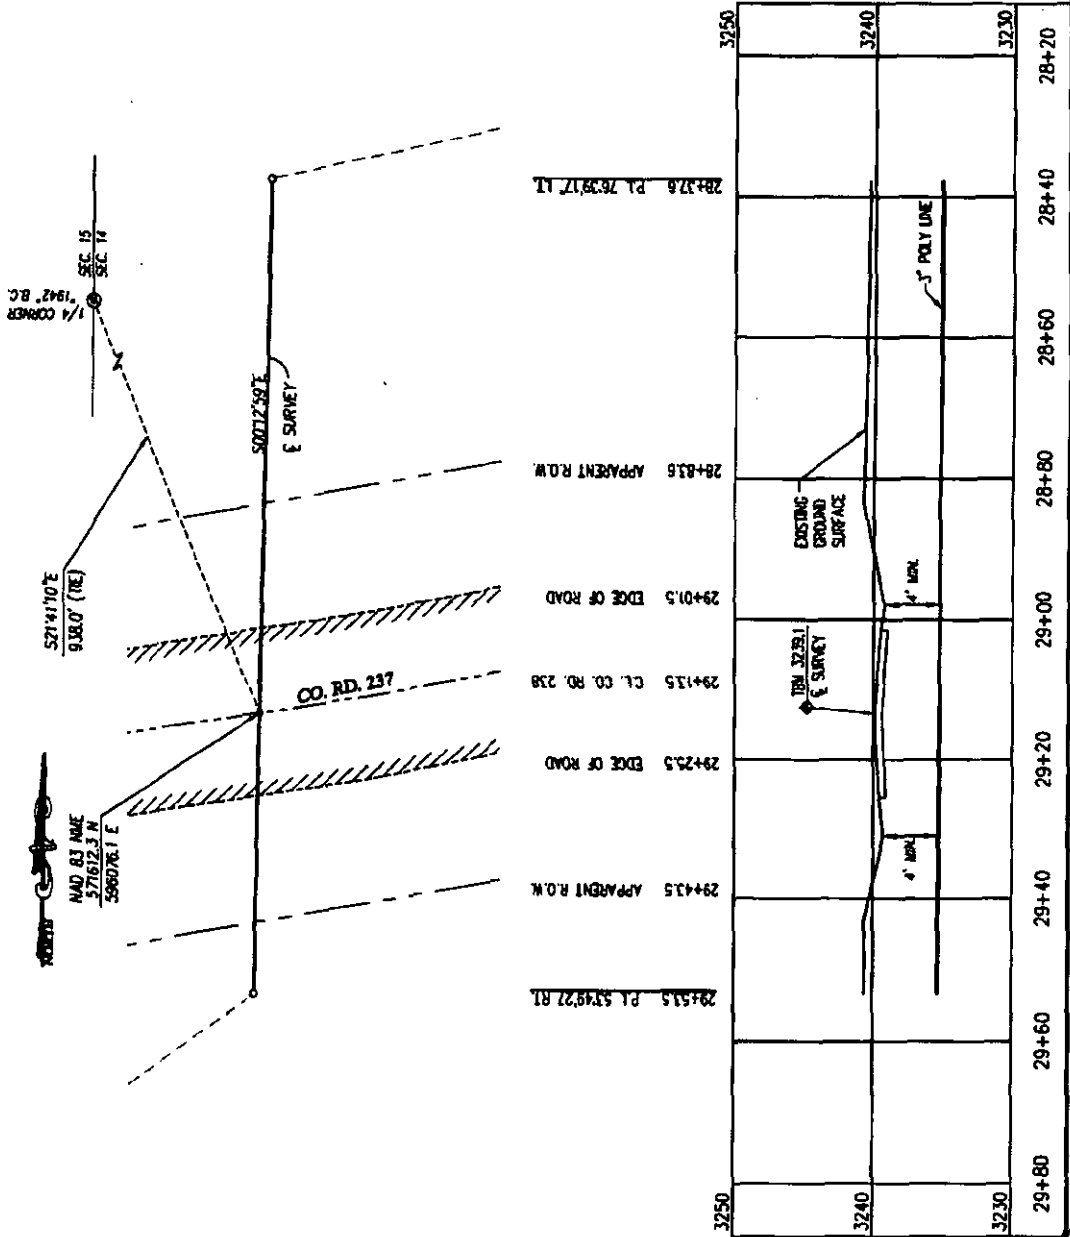 1/4 CORNER
"1942" B.C.
SEC. 15
SEC. 14
S21°41'10"E
938.0' (TIE)
S00°12'59"E
℄ SURVEY
CO. RD. 237
NAD 83 NME
571612.3 N
596076.1 E
28+37.6 P.I. 76°39'17" LT.
28+83.6 APPARENT R.O.W.
29+01.5 EDGE OF ROAD
29+13.5 C.L. CO. RD. 238
29+25.5 EDGE OF ROAD
29+43.5 APPARENT R.O.W.
29+53.5 P.I. 53°49'27 RT.
3250
3240
3230
3" POLY LINE
EXISTING
GROUND
SURFACE
4' MIN.
TBM 3239.1
℄ SURVEY
4' MIN.
3250
3240
3230
28+20
28+40
28+60
28+80
29+00
29+20
29+40
29+60
29+80